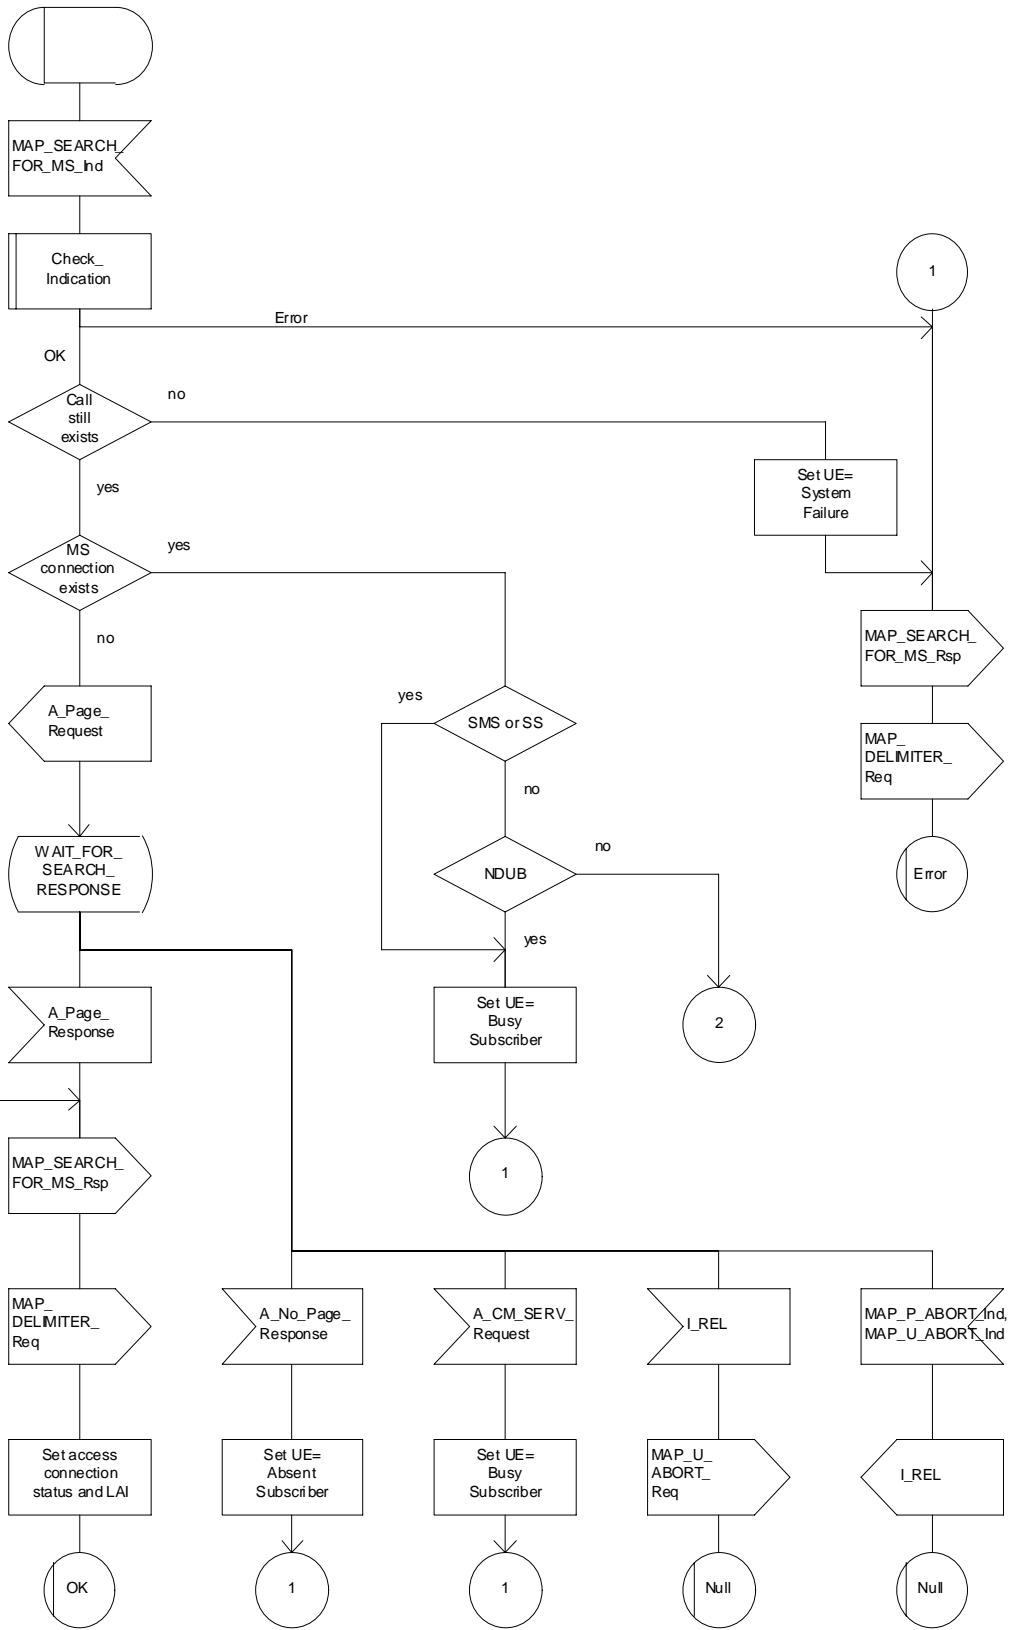 MAP_SEARCH_
FOR_MS_Ind
Check_
Indication
1
Error
OK
Call
still
exists
no
Set UE=
System
Failure
yes
MS
connection
exists
yes
no
MAP_SEARCH_
FOR_MS_Rsp
A_Page_
Request
yes
SMS or SS
MAP_
DELIMITER_
Req
no
WAIT_FOR_
SEARCH_
RESPONSE
NDUB
no
Error
yes
A_Page_
Response
Set UE=
Busy
Subscriber
2
MAP_SEARCH_
FOR_MS_Rsp
1
MAP_
DELIMITER_
Req
A_No_Page_
Response
A_CM_SERV_
Request
I_REL
MAP_P_ABORT_Ind,
MAP_U_ABORT_Ind
Set access
connection
status and LAI
Set UE=
Absent
Subscriber
Set UE=
Busy
Subscriber
MAP_U_
ABORT_
Req
I_REL
OK
1
1
Null
Null